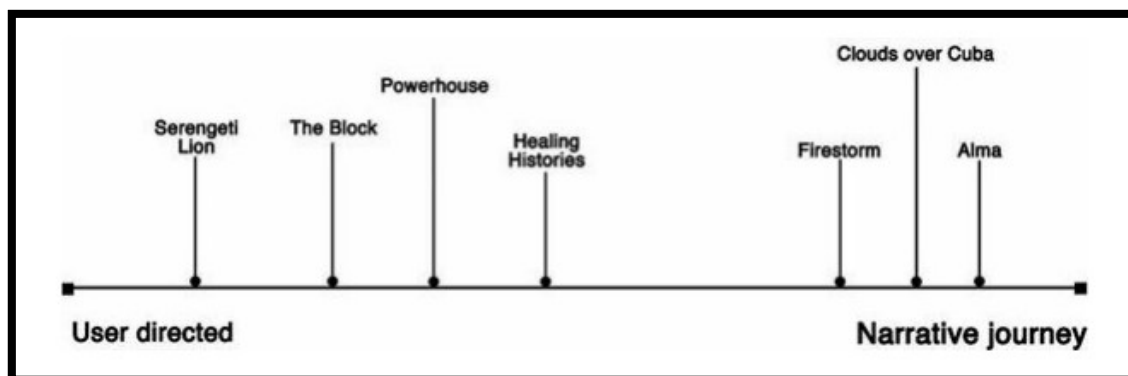 Clouds over Cuba
Powerhouse
Serengeti
Lion
The Block
Healing
Histories
Firestorm
Alma
User directed
Narrative journey